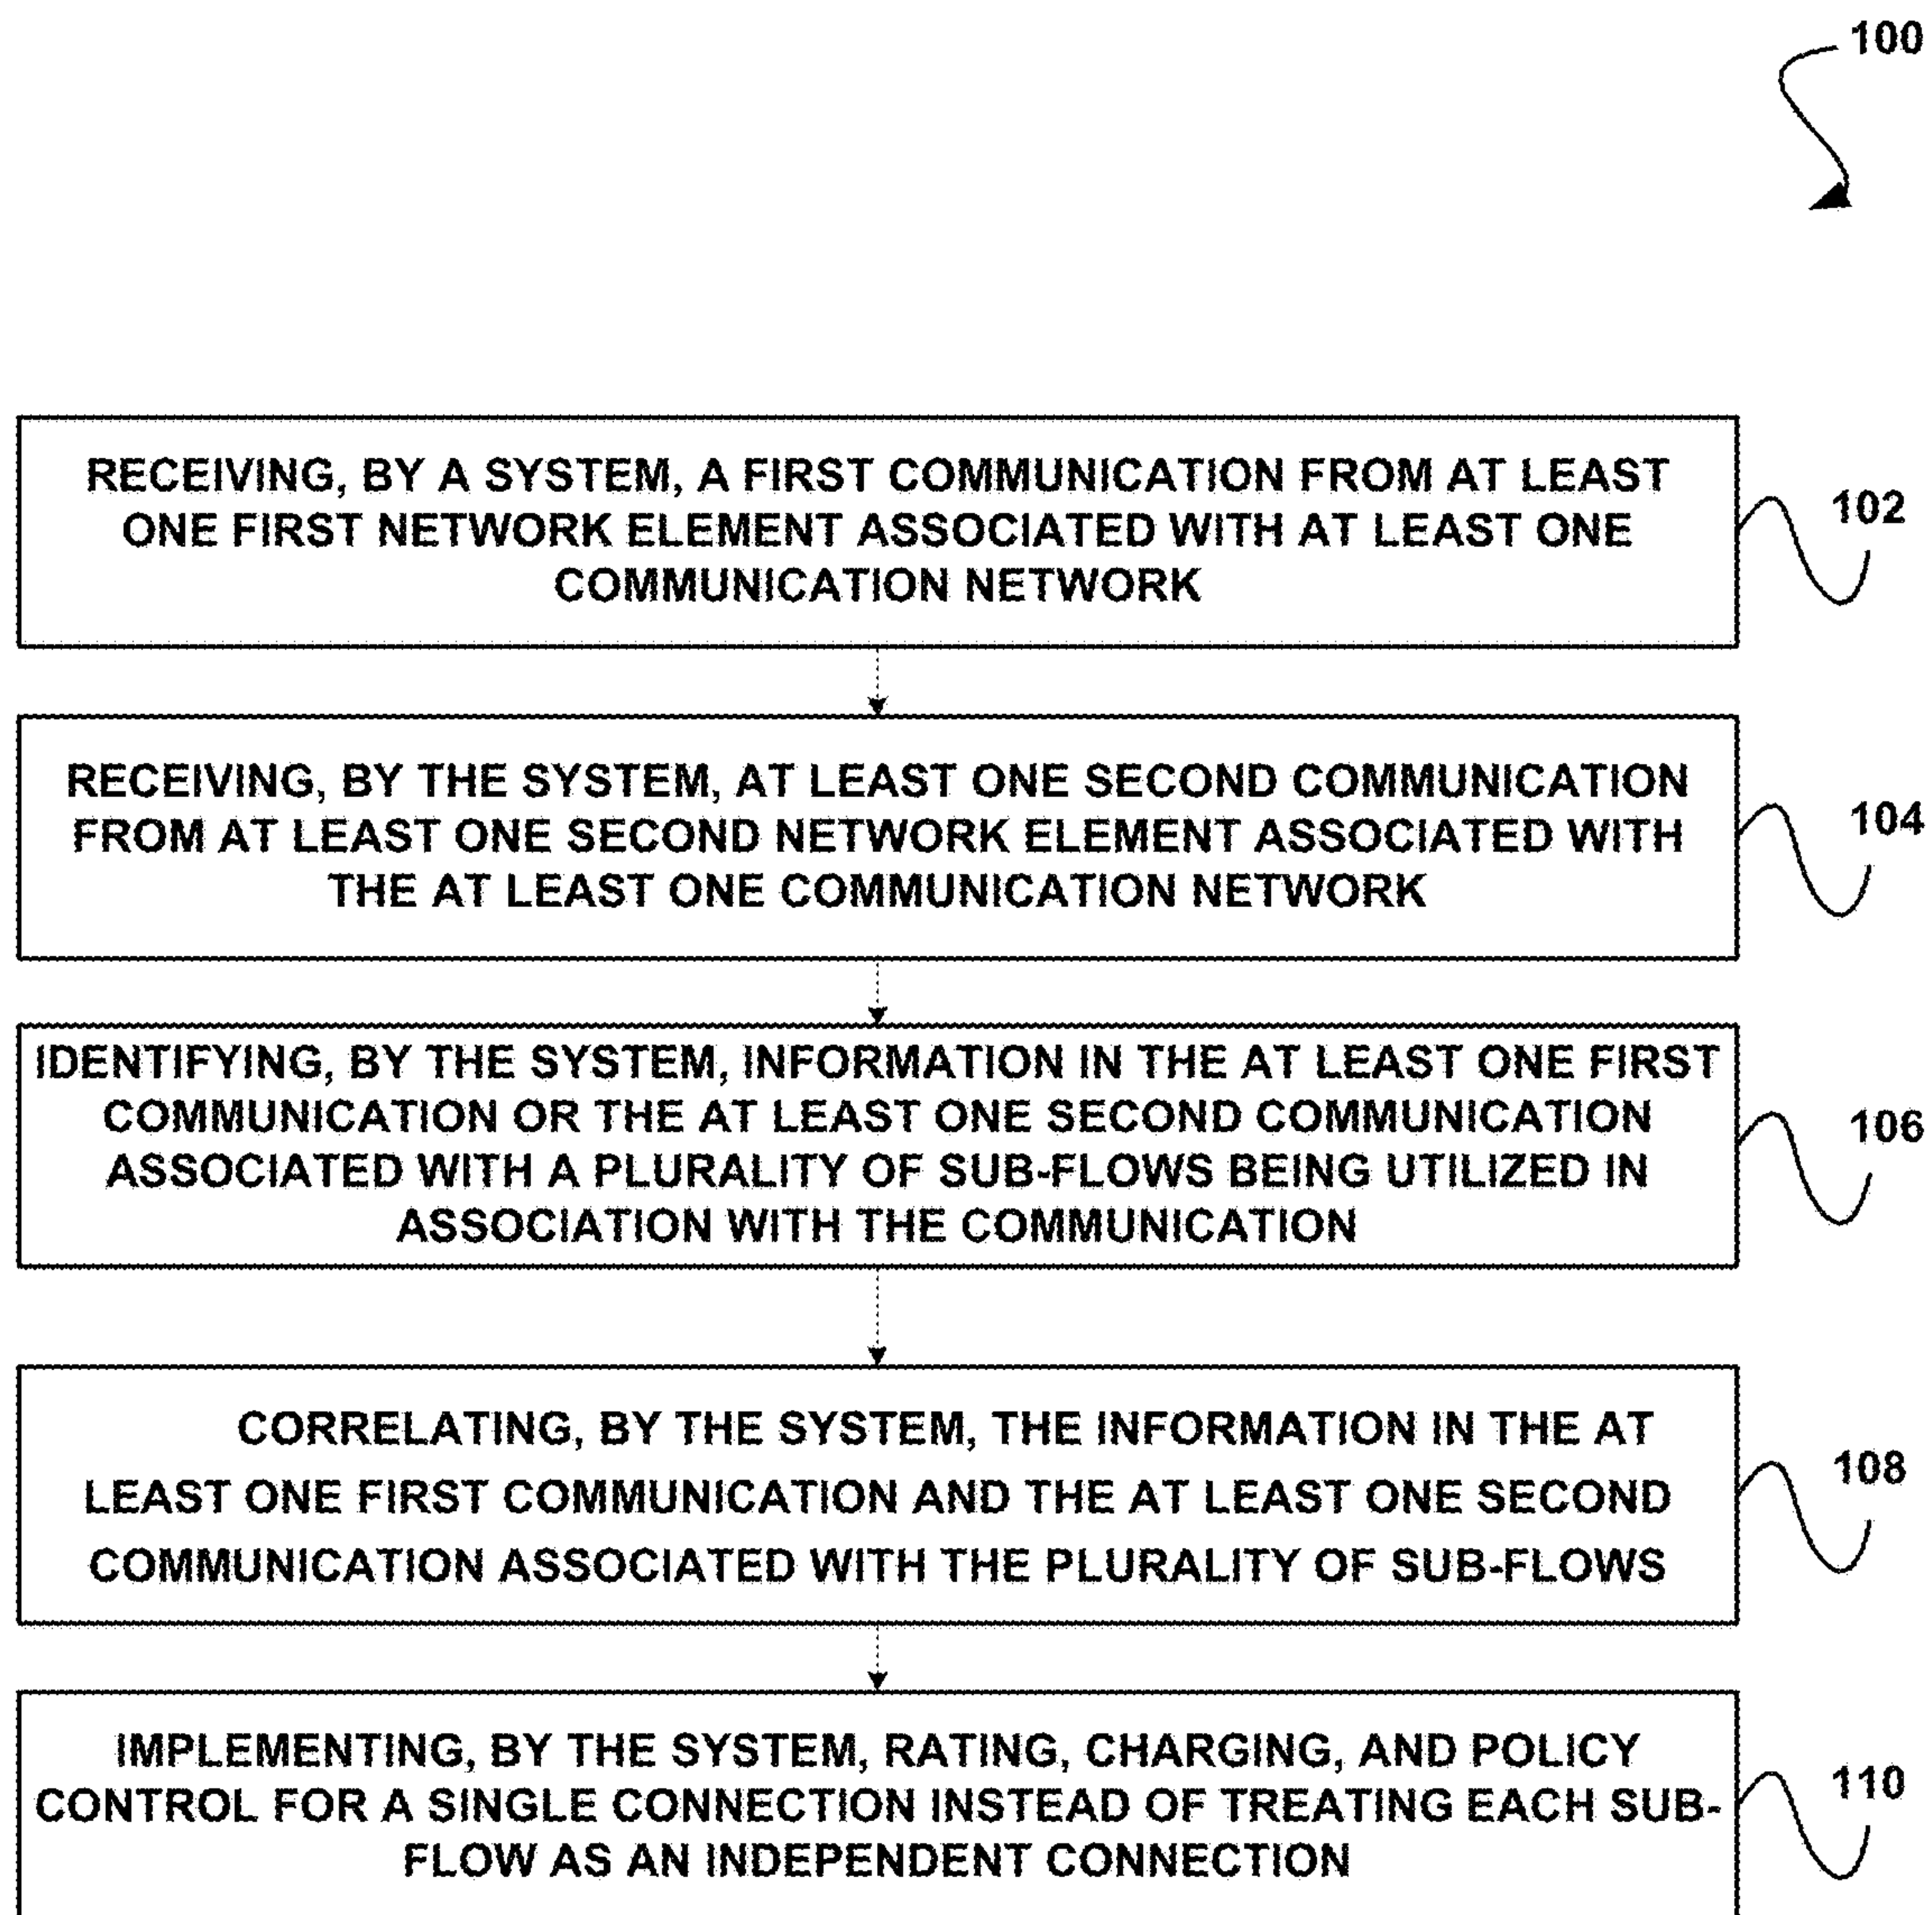 100
RECEIVING, BY A SYSTEM, A FIRST COMMUNICATION FROM AT LEAST
ONE FIRST NETWORK ELEMENT ASSOCIATED WITH AT LEAST ONE
COMMUNICATION NETWORK
102
RECEIVING, BY THE SYSTEM, AT LEAST ONE SECOND COMMUNICATION
FROM AT LEAST ONE SECOND NETWORK ELEMENT ASSOCIATED WITH
THE AT LEAST ONE COMMUNICATION NETWORK
104
IDENTIFYING, BY THE SYSTEM, INFORMATION IN THE AT LEAST ONE FIRST
COMMUNICATION OR THE AT LEAST ONE SECOND COMMUNICATION
ASSOCIATED WITH A PLURALITY OF SUB-FLOWS BEING UTILIZED IN
ASSOCIATION WITH THE COMMUNICATION
106
CORRELATING, BY THE SYSTEM, THE INFORMATION IN THE AT
LEAST ONE FIRST COMMUNICATION AND THE AT LEAST ONE SECOND
COMMUNICATION ASSOCIATED WITH THE PLURALITY OF SUB-FLOWS
108
IMPLEMENTING, BY THE SYSTEM, RATING, CHARGING, AND POLICY
CONTROL FOR A SINGLE CONNECTION INSTEAD OF TREATING EACH SUB-
FLOW AS AN INDEPENDENT CONNECTION
110